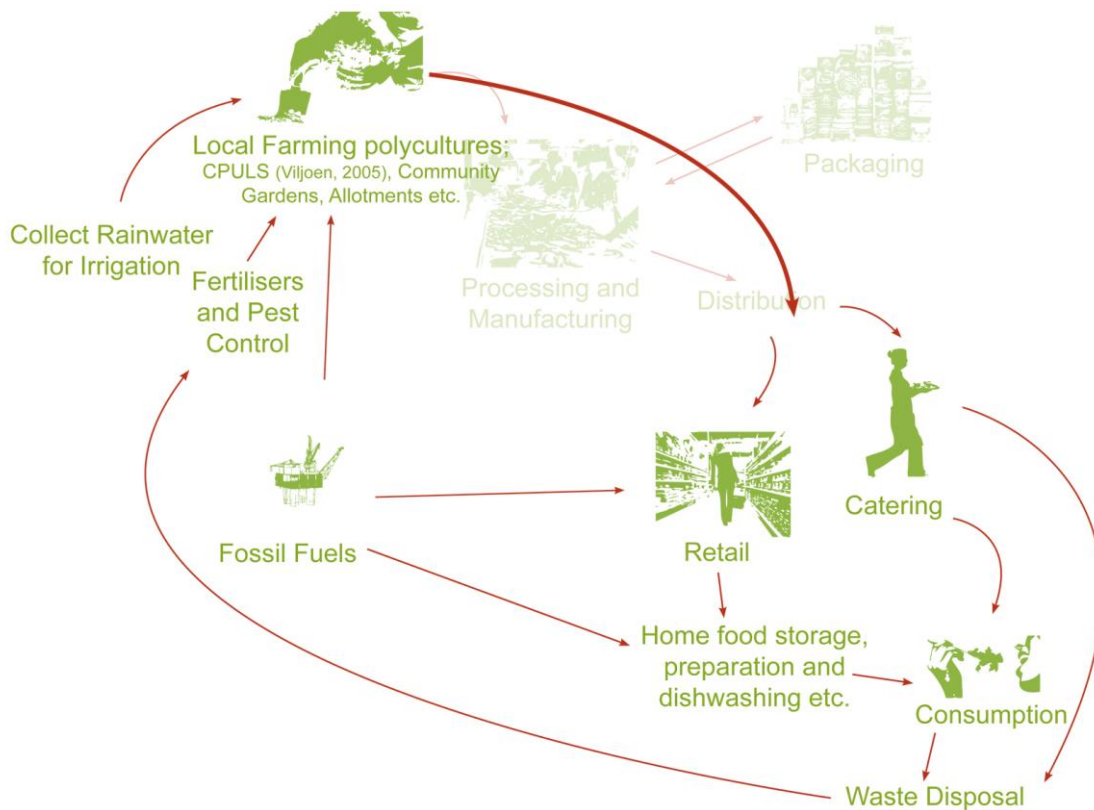 Local Farming polycultures;
CPULS (Viljoen, 2005), Community
Gardens, Allotments etc.
Packaging
Collect Rainwater
for Irrigation
Fertilisers
and Pest
Control
Processing and
Manufacturing
Distribution
Catering
Fossil Fuels
Retail
Home food storage,
preparation and
dishwashing etc.
Consumption
Waste Disposal